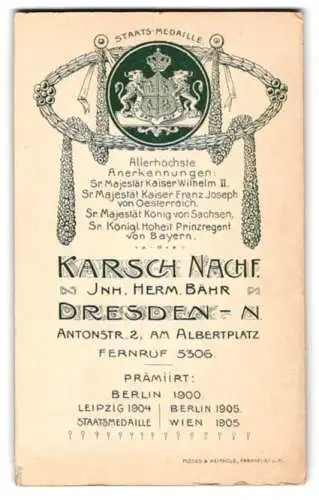 STAATS-MEDAILLE
Allerhöchste
Anerkennungen:
Sr. Majestät Kaiser Wilhelm II.
Sr. Majestät Kaiser Franz Joseph
von Oesterreich.
Sr. Majestät König von Sachsen,
Sr. Königl. Hoheit Prinzregent
von Bayern.
KARSCH NACHF.
JNH. HERM. BÄHR
DRESDEN-N.
ANTONSTR. 2, AM ALBERTPLATZ
FERNRUF 5306.
PRÄMIIRT:
BERLIN 1900.
LEIPZIG 1904 BERLIN 1905.
STAATSMEDAILLE WIEN 1905.